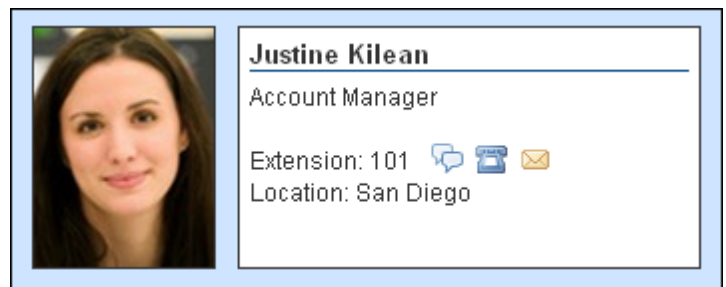 Justine Kilean
Account Manager
Extension: 101
Location: San Diego